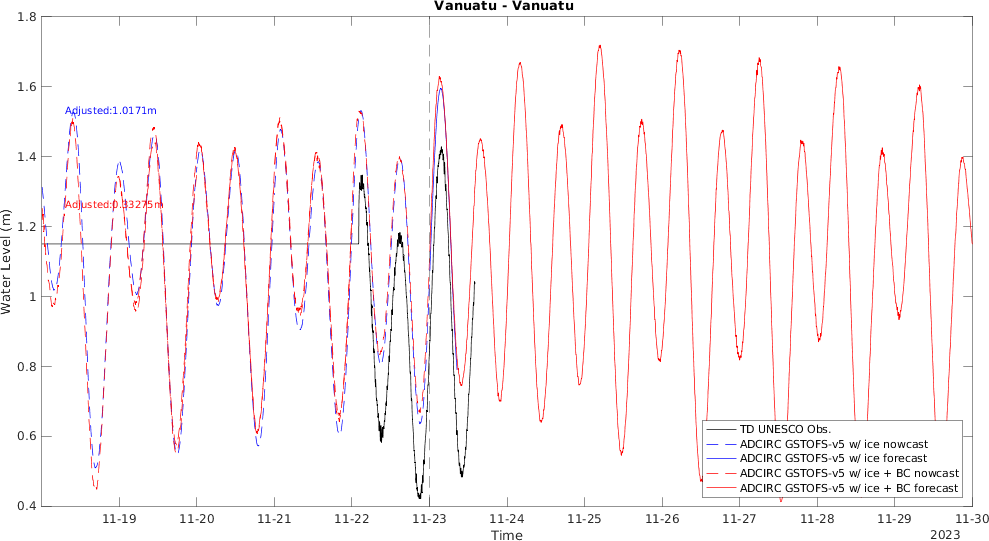 Vanuatu - Vanuatu
Water Level (m)
1.8
1.6
1.4
1.2
1
0.8
0.6
0.4
Adjusted:1.0171m
Adjusted:0.33275m
TD UNESCO Obs.
ADCIRC GSTOFS-v5 w/ ice nowcast
ADCIRC GSTOFS-v5 w/ ice forecast
ADCIRC GSTOFS-v5 w/ ice + BC nowcast
ADCIRC GSTOFS-v5 w/ ice + BC forecast
11-19 11-20 11-21 11-22 11-23 11-24 11-25 11-26 11-27 11-28 11-29 11-30
Time
2023